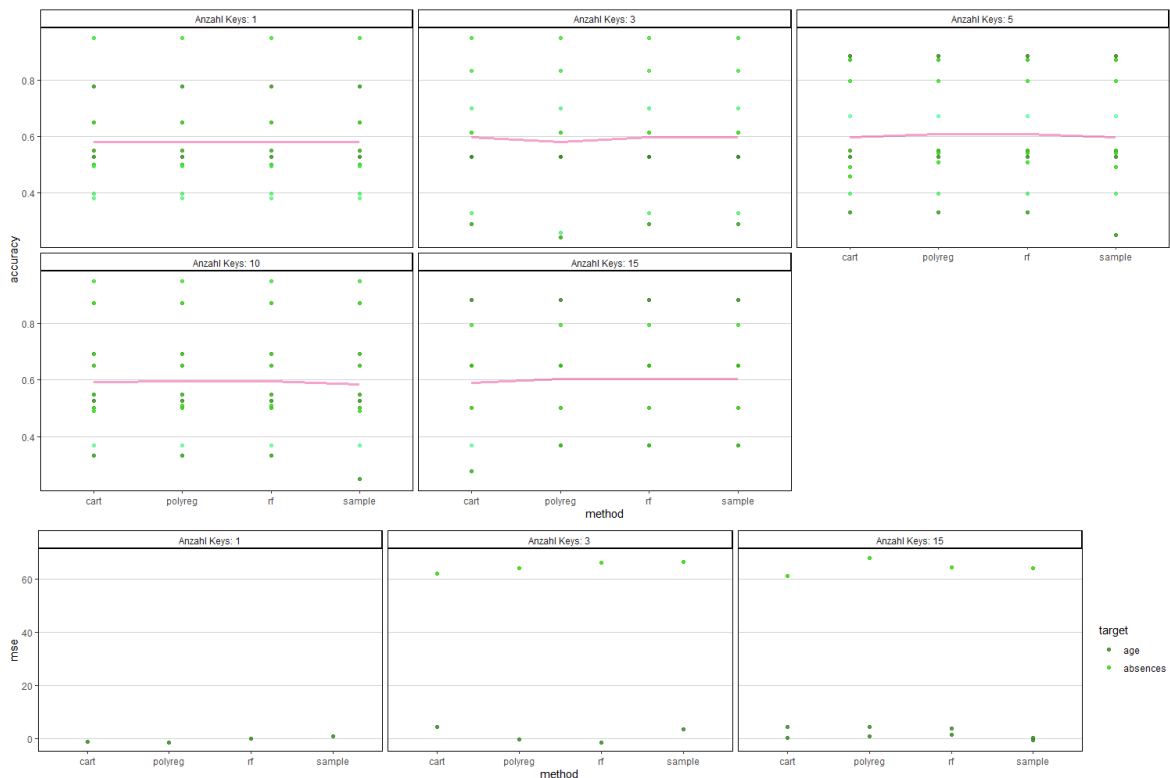 Anzahl Keys: 1
Anzahl Keys: 3
Anzahl Keys: 5
0.8
0.6
0.4
cart polyreg rf sample
accuracy
Anzahl Keys: 10
Anzahl Keys: 15
0.8
0.6
0.4
cart polyreg rf sample
cart polyreg rf sample
method
Anzahl Keys: 1
Anzahl Keys: 3
Anzahl Keys: 15
60
40
20
0
mse
cart polyreg rf sample
cart polyreg rf sample
cart polyreg rf sample
method
target
age
absences